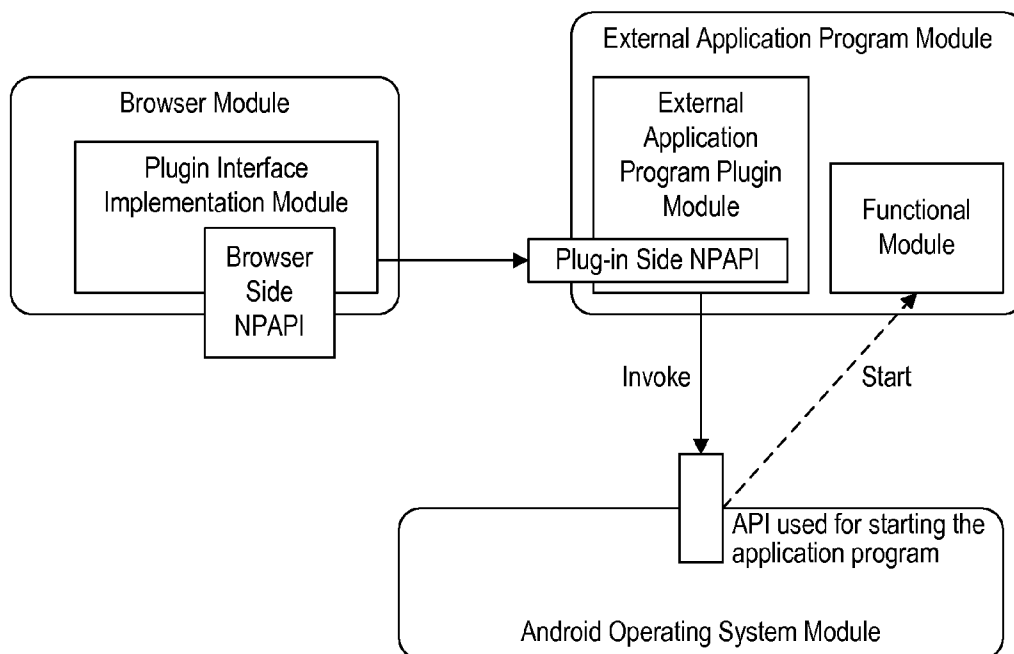 External Application Program Module
Browser Module
External
Application
Program Plugin
Module
Plugin Interface
Implementation Module
Functional
Module
Browser
Side
NPAPI
Plug-in Side NPAPI
Invoke
Start
API used for starting the
application program
Android Operating System Module